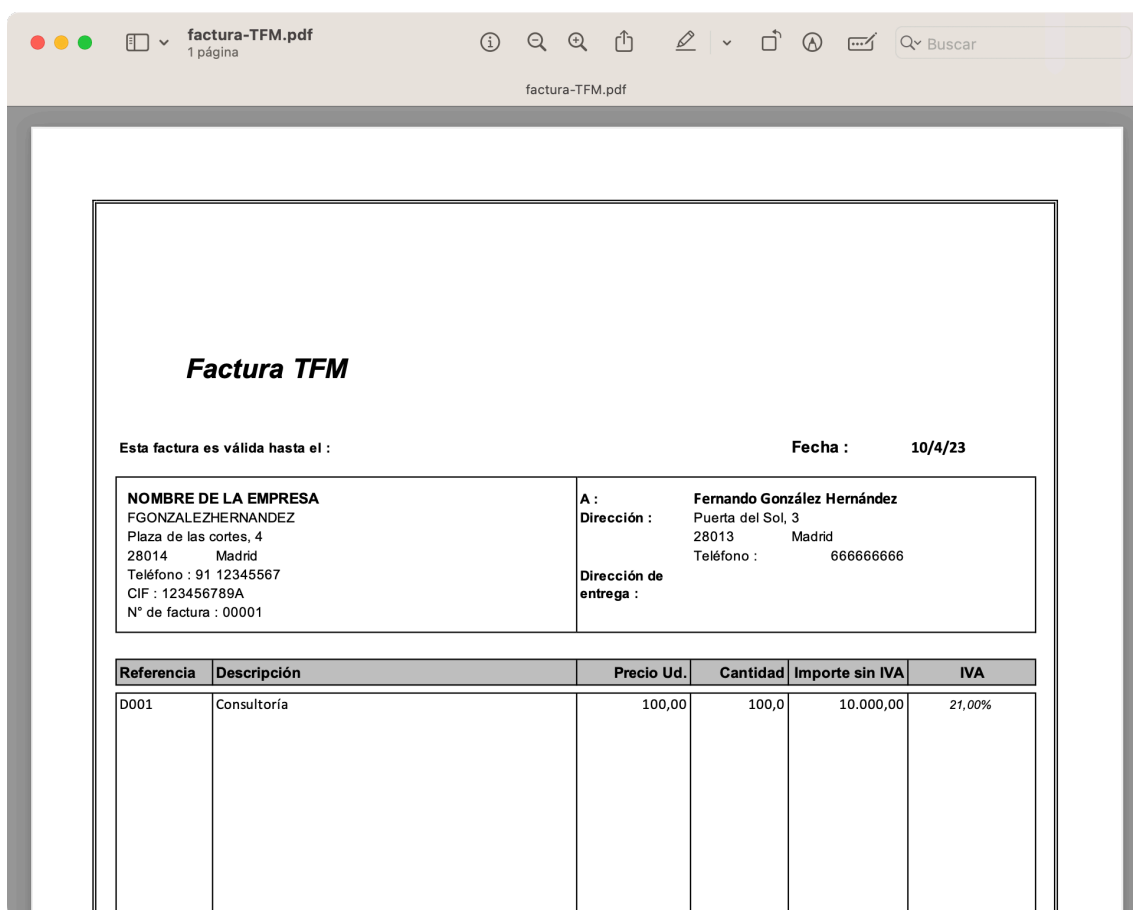 factura-TFM.pdf
1 página
Buscar
factura-TFM.pdf
Factura TFM
Esta factura es válida hasta el :
Fecha : 10/4/23
NOMBRE DE LA EMPRESA
FGONZALEZHERNANDEZ
Plaza de las cortes, 4
28014 Madrid
Teléfono : 91 12345567
CIF : 123456789A
N° de factura : 00001
A : Fernando González Hernández
Dirección : Puerta del Sol, 3
28013 Madrid
Teléfono : 666666666
Dirección de
entrega :
Referencia Descripción Precio Ud. Cantidad Importe sin IVA IVA
D001 Consultoría 100,00 100,0 10.000,00 21,00%